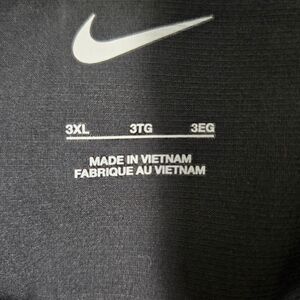 3XL 3TG 3EG
MADE IN VIETNAM
FABRIQUE AU VIETNAM